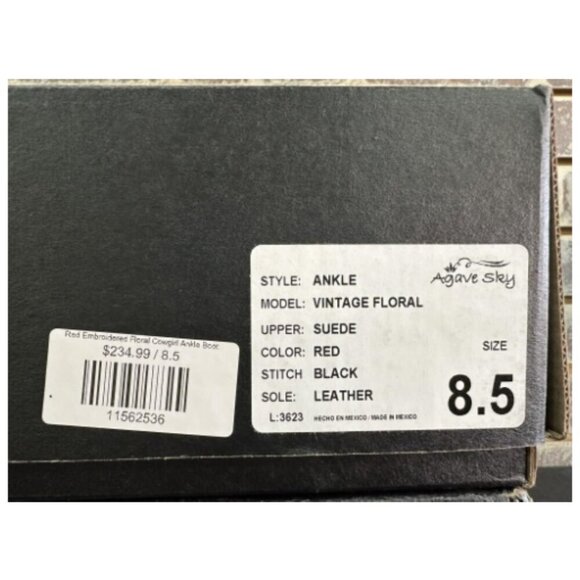 Red Embroidered Floral Cowgirl Ankle Boot
$234.99 / 8.5
11562536
Agave Sky
STYLE: ANKLE
MODEL: VINTAGE FLORAL
UPPER: SUEDE
COLOR: RED
SIZE
STITCH BLACK
SOLE: LEATHER
8.5
L:3623 HECHO EN MEXICO / MADE IN MEXICO